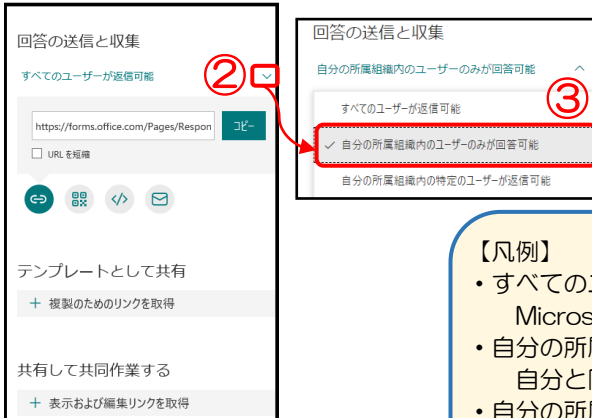 回答の送信と収集
すべてのユーザーが返信可能
②
https://forms.office.com/Pages/Respon
コピー
URL を短縮
テンプレートとして共有
+ 複製のためのリンクを取得
共有して共同作業する
+ 表示および編集リンクを取得
回答の送信と収集
自分の所属組織内のユーザーのみが回答可能
③
すべてのユーザーが返信可能
✓ 自分の所属組織内のユーザーのみが回答可能
自分の所属組織内の特定のユーザーが返信可能
【凡例】
・すべての
Micros
・自分の所
自分と
・自分の所